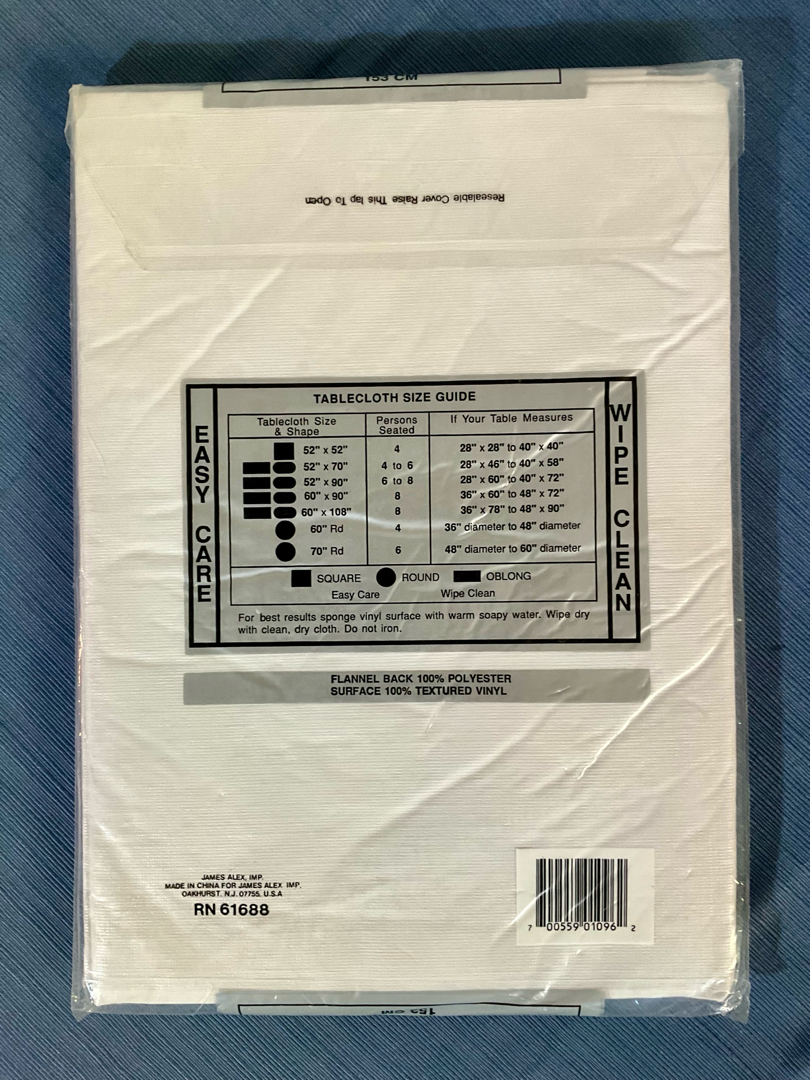 153 CM
Resealable Cover Raise This Tap To Open
TABLECLOTH SIZE GUIDE
Tablecloth Size & Shape Persons Seated If Your Table Measures
52" x 52" 4 28" x 28" to 40" x 40"
52" x 70" 4 to 6 28" x 46" to 40" x 58"
52" x 90" 6 to 8 28" x 60" to 40" x 72"
60" x 90" 8 36" x 60" to 48" x 72"
60" x 108" 8 36" x 78" to 48" x 90"
60" Rd 4 36" diameter to 48" diameter
70" Rd 6 48" diameter to 60" diameter
SQUARE ROUND OBLONG
Easy Care Wipe Clean
For best results sponge vinyl surface with warm soapy water. Wipe dry
with clean, dry cloth. Do not iron.
EASY CARE
WIPE CLEAN
FLANNEL BACK 100% POLYESTER
SURFACE 100% TEXTURED VINYL
JAMES ALEX, IMP.
MADE IN CHINA FOR JAMES ALEX IMP.
OAKHURST. N.J. 07755. U.S.A
RN 61688
7 00559 01096 2
153 CM